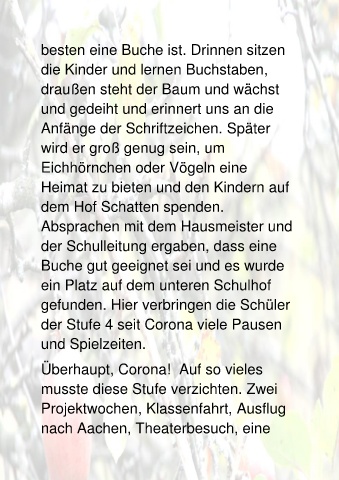 besten eine Buche ist. Drinnen sitzen
die Kinder und lernen Buchstaben,
draußen steht der Baum und wächst
und gedeiht und erinnert uns an die
Anfänge der Schriftzeichen. Später
wird er groß genug sein, um
Eichhörnchen oder Vögeln eine
Heimat zu bieten und den Kindern auf
dem Hof Schatten spenden.
Absprachen mit dem Hausmeister und
der Schulleitung ergaben, dass eine
Buche gut geeignet sei und es wurde
ein Platz auf dem unteren Schulhof
gefunden. Hier verbringen die Schüler
der Stufe 4 seit Corona viele Pausen
und Spielzeiten.
Überhaupt, Corona!  Auf so vieles
musste diese Stufe verzichten. Zwei
Projektwochen, Klassenfahrt, Ausflug
nach Aachen, Theaterbesuch, eine